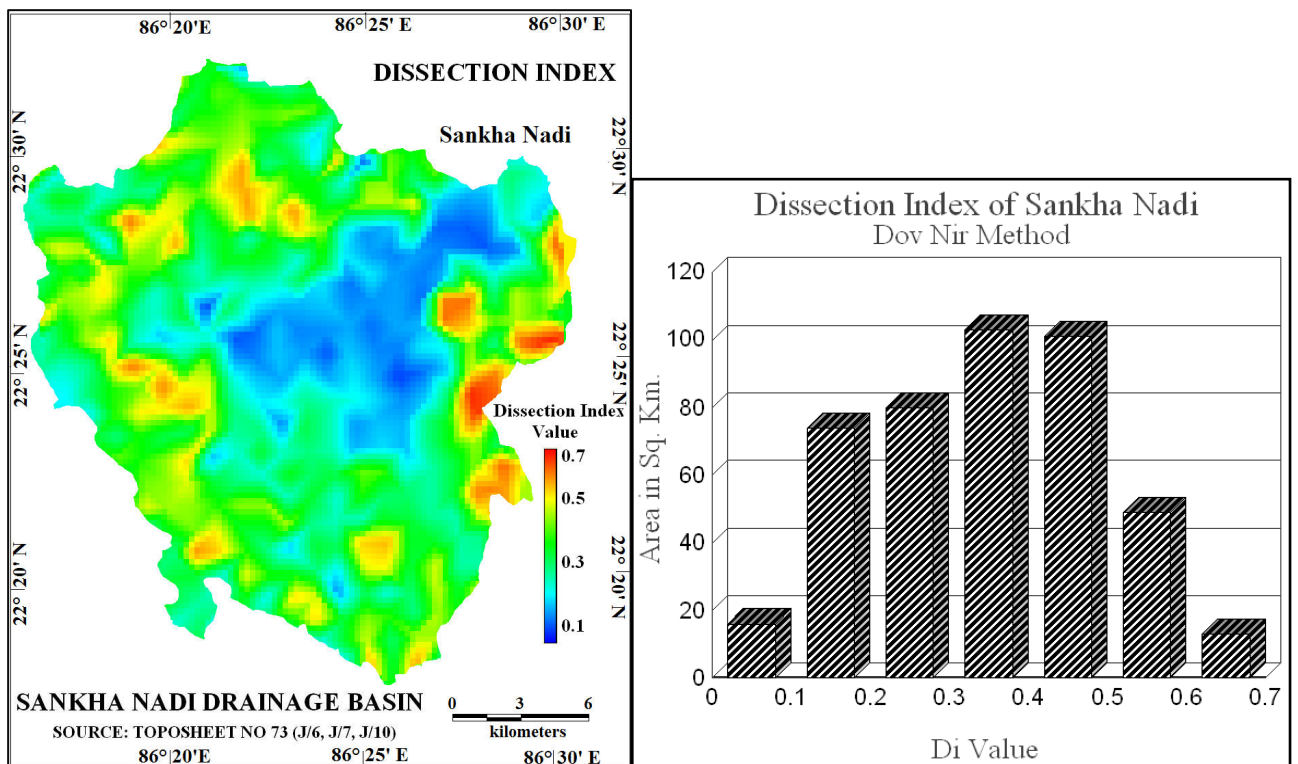 86° 20'E 86° 25' E 86° 30' E
DISSECTION INDEX
Sankha Nadi
22° 30' N
22° 30' N
22° 25' N
22° 25' N
22° 20' N
22° 20' N
Dissection Index
Value
0.7
0.5
0.3
0.1
SANKHA NADI DRAINAGE BASIN
SOURCE: TOPOSHEET NO 73 (J/6, J/7, J/10)
0 3 6
kilometers
86° 20'E 86° 25' E 86° 30' E
Dissection Index of Sankha Nadi
Dov Nir Method
Area in Sq. Km.
120
100
80
60
40
20
0
0 0.1 0.2 0.3 0.4 0.5 0.6 0.7
Di Value